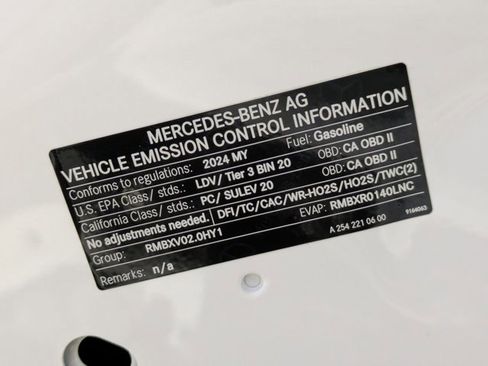 MERCEDES-BENZ AG
VEHICLE EMISSION CONTROL INFORMATION
Conforms to regulations: 2024 MY Fuel: Gasoline
U.S. EPA Class/ stds.: LDV/ Tier 3 BIN 20 OBD: CA OBD II
California Class/ stds.: PC/ SULEV 20 OBD: CA OBD II
No adjustments needed. DFI/TC/CAC/WR-HO2S/HO2S/TWC(2)
Group: RMBXV02.0HY1 EVAP: RMBXR0140LNC
Remarks: n/a A 254 221 06 00 9164063